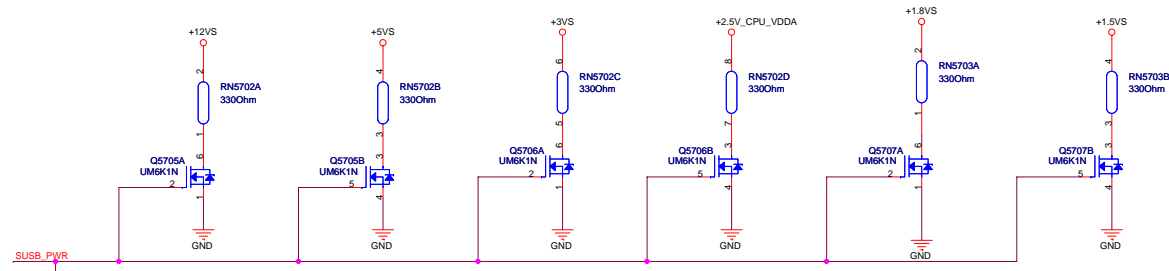 +12VS
2
RN5702A
330Ohm
1
Q5705A
UM6K1N
6
2
1
GND
+5VS
4
RN5702B
330Ohm
3
Q5705B
UM6K1N
3
5
4
GND
+3VS
6
RN5702C
330Ohm
5
Q5706A
UM6K1N
6
2
1
GND
+2.5V_CPU_VDDA
8
RN5702D
330Ohm
7
Q5706B
UM6K1N
3
5
4
GND
+1.8VS
2
RN5703A
330Ohm
1
Q5707A
UM6K1N
6
2
1
GND
+1.5VS
4
RN5703B
330Ohm
3
Q5707B
UM6K1N
3
5
4
GND
SUSB_PWR